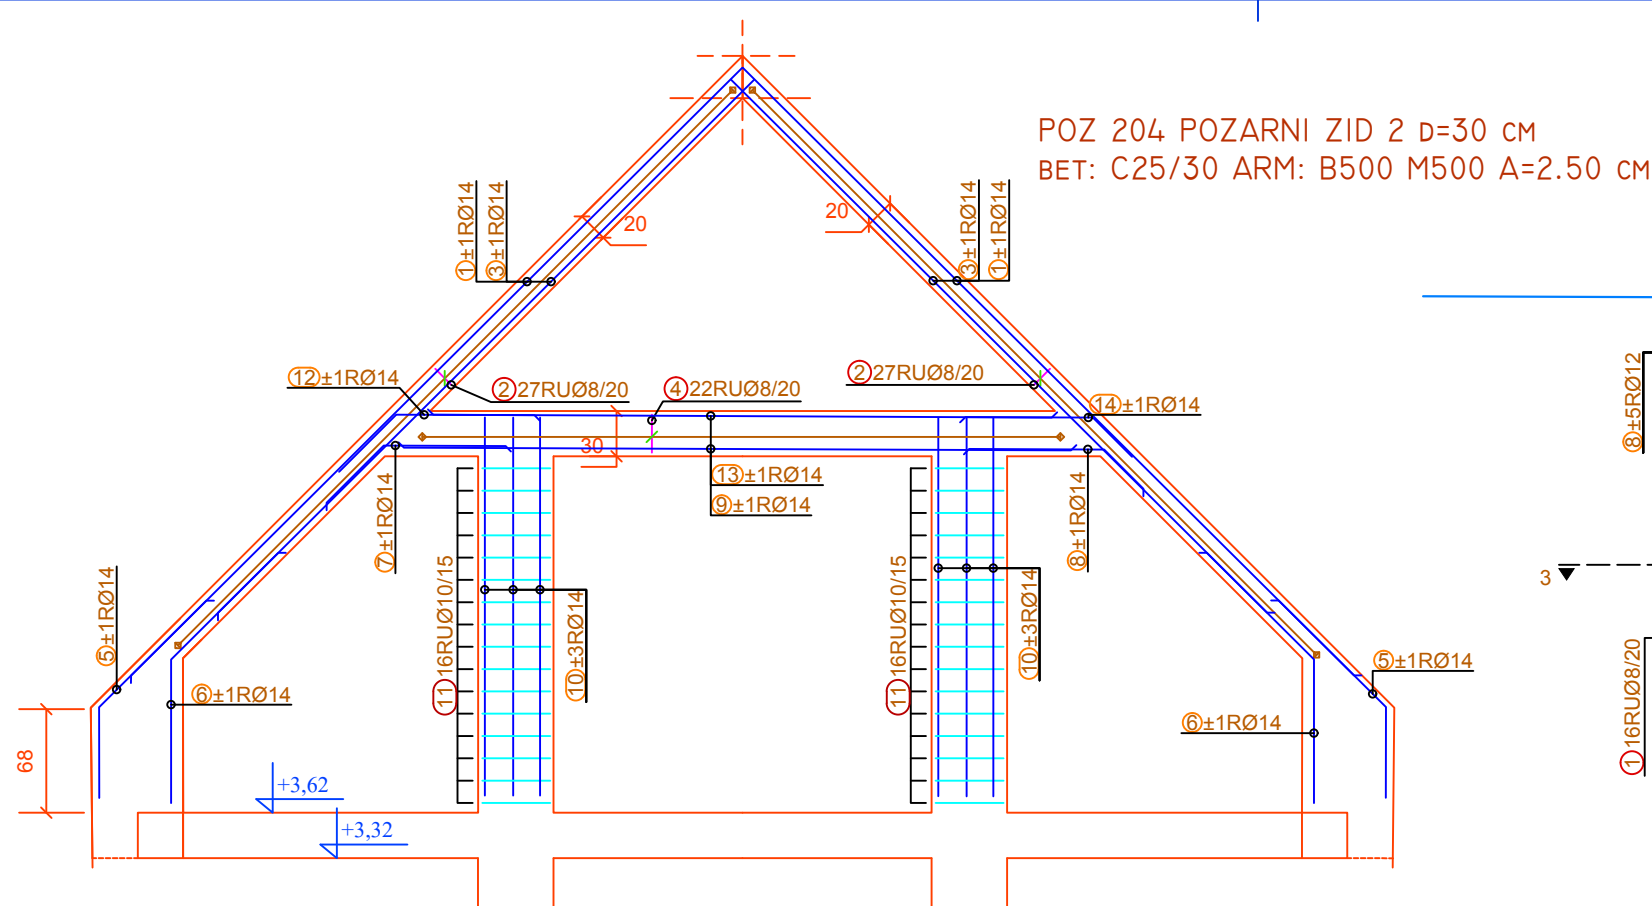 POZ 204 POZARNI ZID 2 D=30 CM
BET: C25/30 ARM: B500 M500 A=2.50 CM
1±1RØ14
3±1RØ14
20
20
3±1RØ14
1±1RØ14
12±1RØ14
2 27RUØ8/20
4 22RUØ8/20
2 27RUØ8/20
14±1RØ14
8±5RØ12
30
13±1RØ14
9±1RØ14
7±1RØ14
8±1RØ14
5±1RØ14
11 16RUØ10/15
10±3RØ14
11 16RUØ10/15
10±3RØ14
3
6±1RØ14
5±1RØ14
6±1RØ14
1 16RUØ8/20
68
+3,62
+3,32